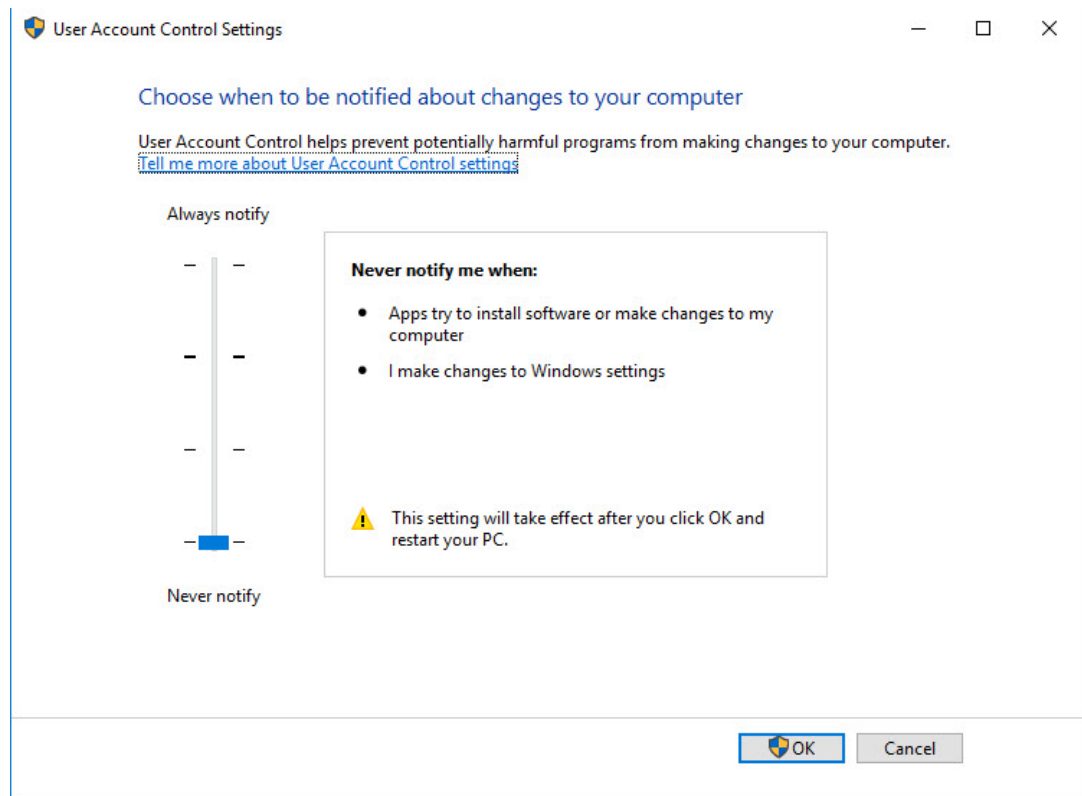 User Account Control Settings
Choose when to be notified about changes to your computer
User Account Control helps prevent potentially harmful programs from making changes to your computer.
Tell me more about User Account Control settings
Always notify
Never notify me when:
Apps try to install software or make changes to my
computer
I make changes to Windows settings
This setting will take effect after you click OK and
restart your PC.
Never notify
OK
Cancel